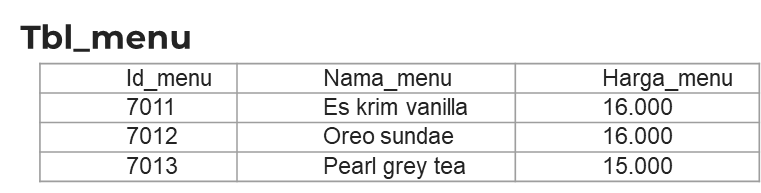 Tbl_menu
Id_menu Nama_menu Harga_menu
7011 Es krim vanilla 16.000
7012 Oreo sundae 16.000
7013 Pearl grey tea 15.000